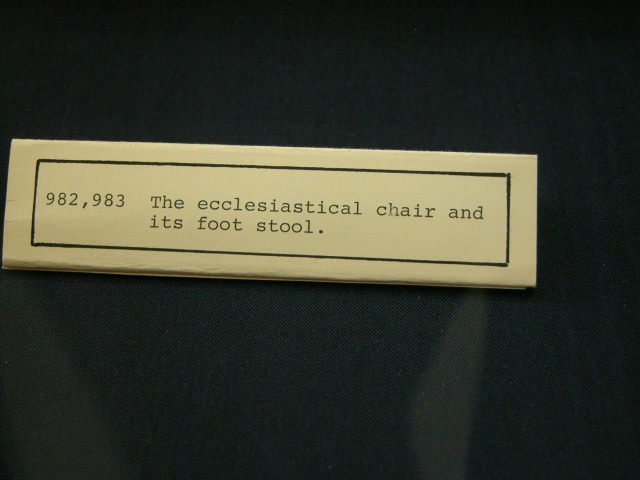 982,983 The ecclesiastical chair and
its foot stool.